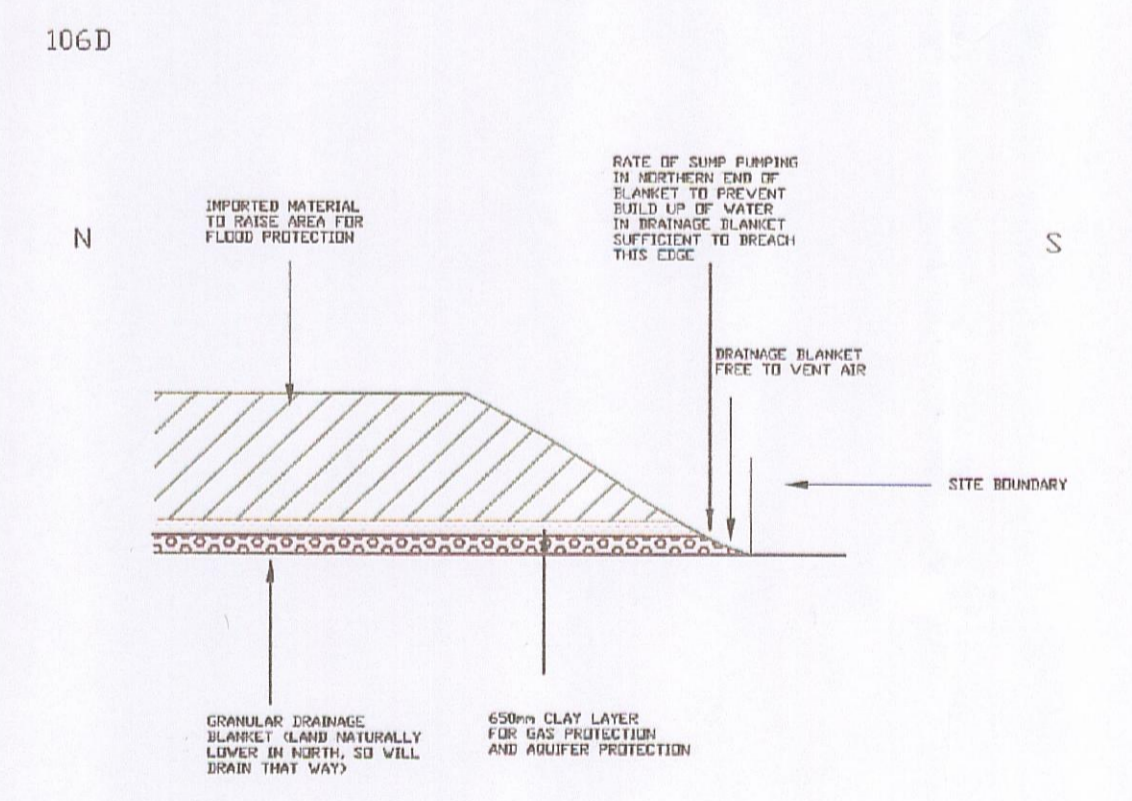 106D
RATE OF SUMP PUMPING
IN NORTHERN END OF
BLANKET TO PREVENT
BUILD UP OF WATER
IN DRAINAGE BLANKET
SUFFICIENT TO BREACH
THIS EDGE
IMPORTED MATERIAL
TO RAISE AREA FOR
FLOOD PROTECTION
N
S
DRAINAGE BLANKET
FREE TO VENT AIR
SITE BOUNDARY
GRANULAR DRAINAGE
BLANKET (LAND NATURALLY
LOWER IN NORTH, SO WILL
DRAIN THAT WAY)
650mm CLAY LAYER
FOR GAS PROTECTION
AND AQUIFER PROTECTION